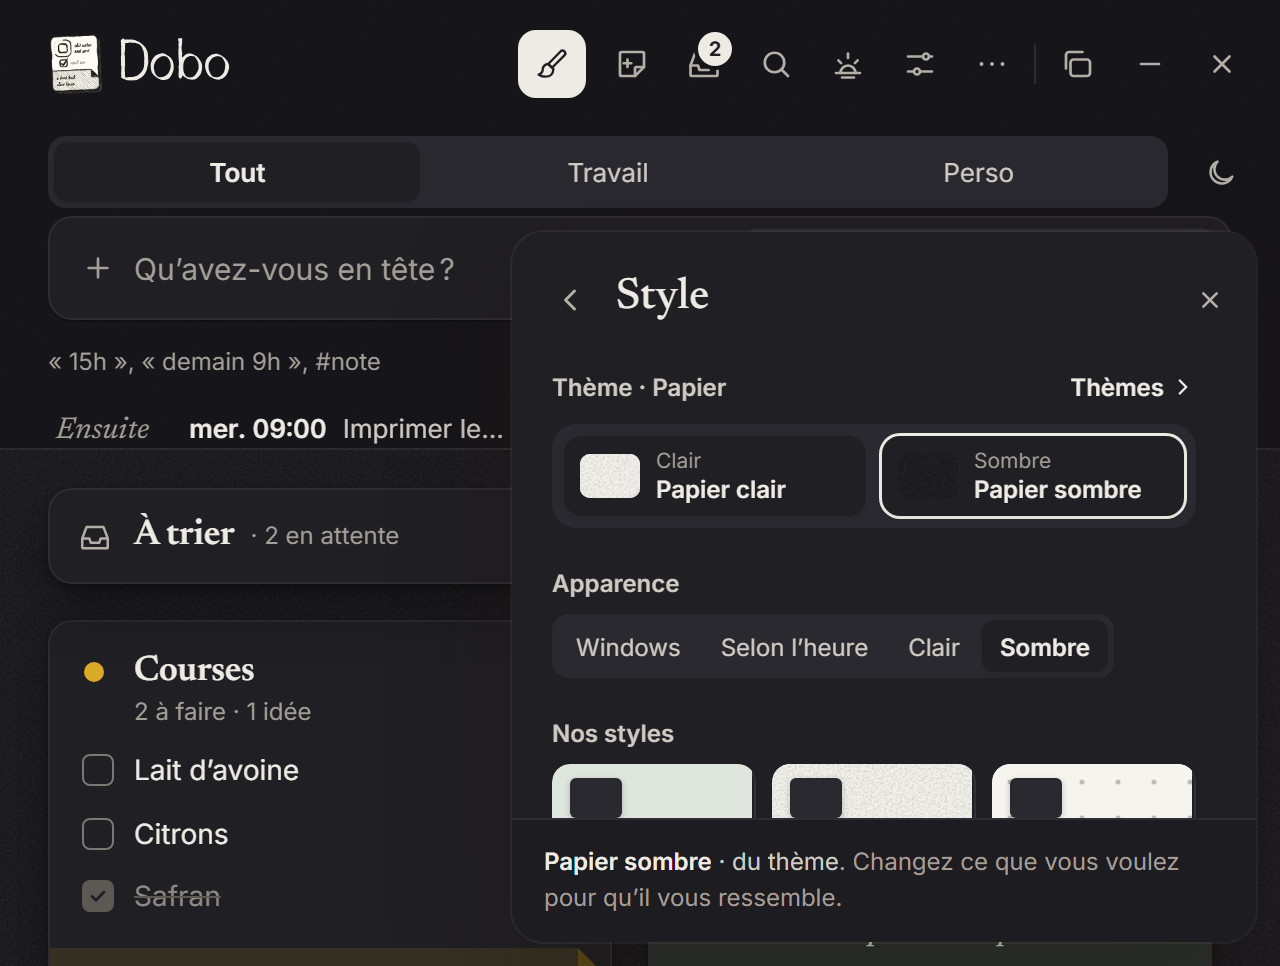 Dobo
2
Tout
Travail
Perso
Qu’avez-vous en tête ?
« 15h », « demain 9h », #note
Ensuite mer. 09:00 Imprimer le…
À trier · 2 en attente
Courses
2 à faire · 1 idée
Lait d’avoine
Citrons
Safran
Style
Thème · Papier
Thèmes
Clair
Papier clair
Sombre
Papier sombre
Apparence
Windows
Selon l’heure
Clair
Sombre
Nos styles
Papier sombre · du thème. Changez ce que vous voulez
pour qu’il vous ressemble.